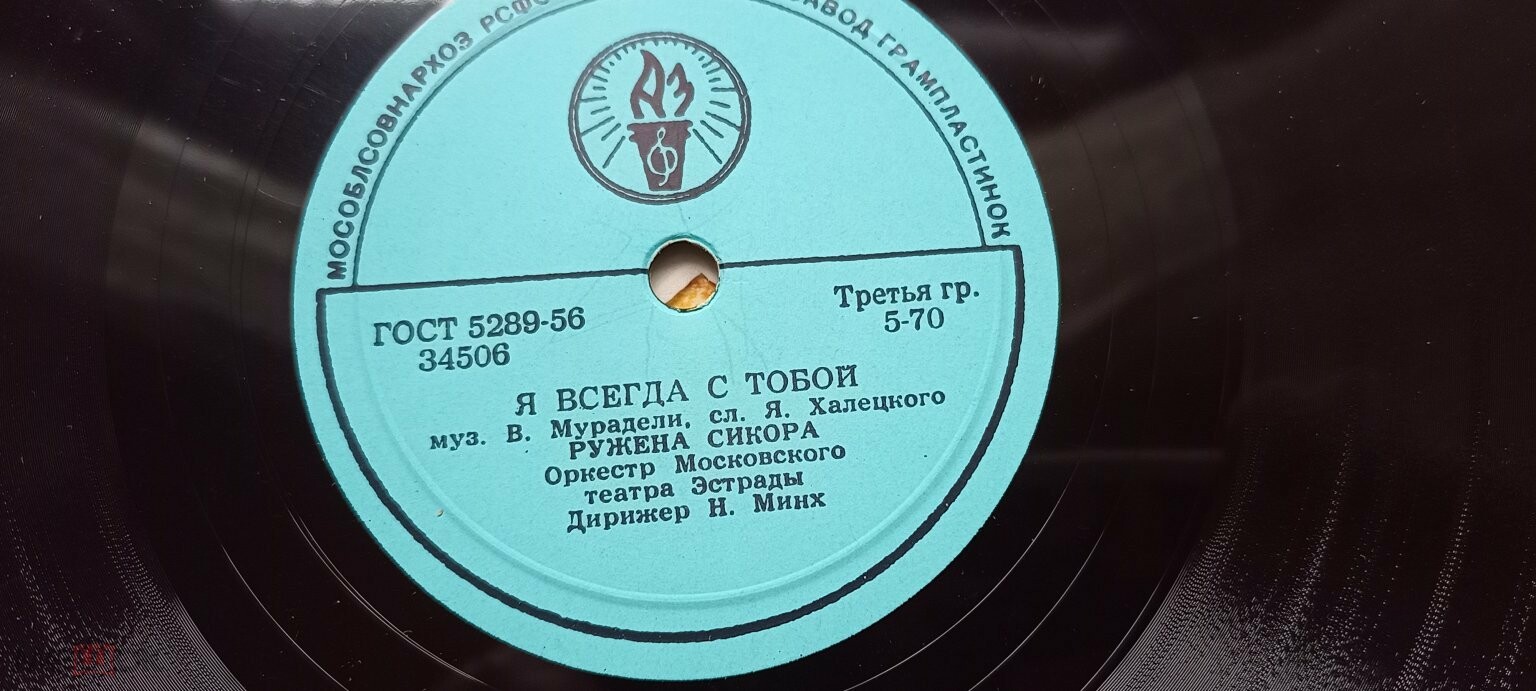 МОСОБЛСОВНАРХОЗ РСФС
ЗАВОД ГРАМПЛАСТИНОК
АЗ
ГОСТ 5289-56
34506
Третья гр.
5-70
Я ВСЕГДА С ТОБОЙ
муз. В. Мурадели, сл. Я. Халецкого
РУЖЕНА СИКОРА
Оркестр Московского
театра Эстрады
Дирижер Н. Минх